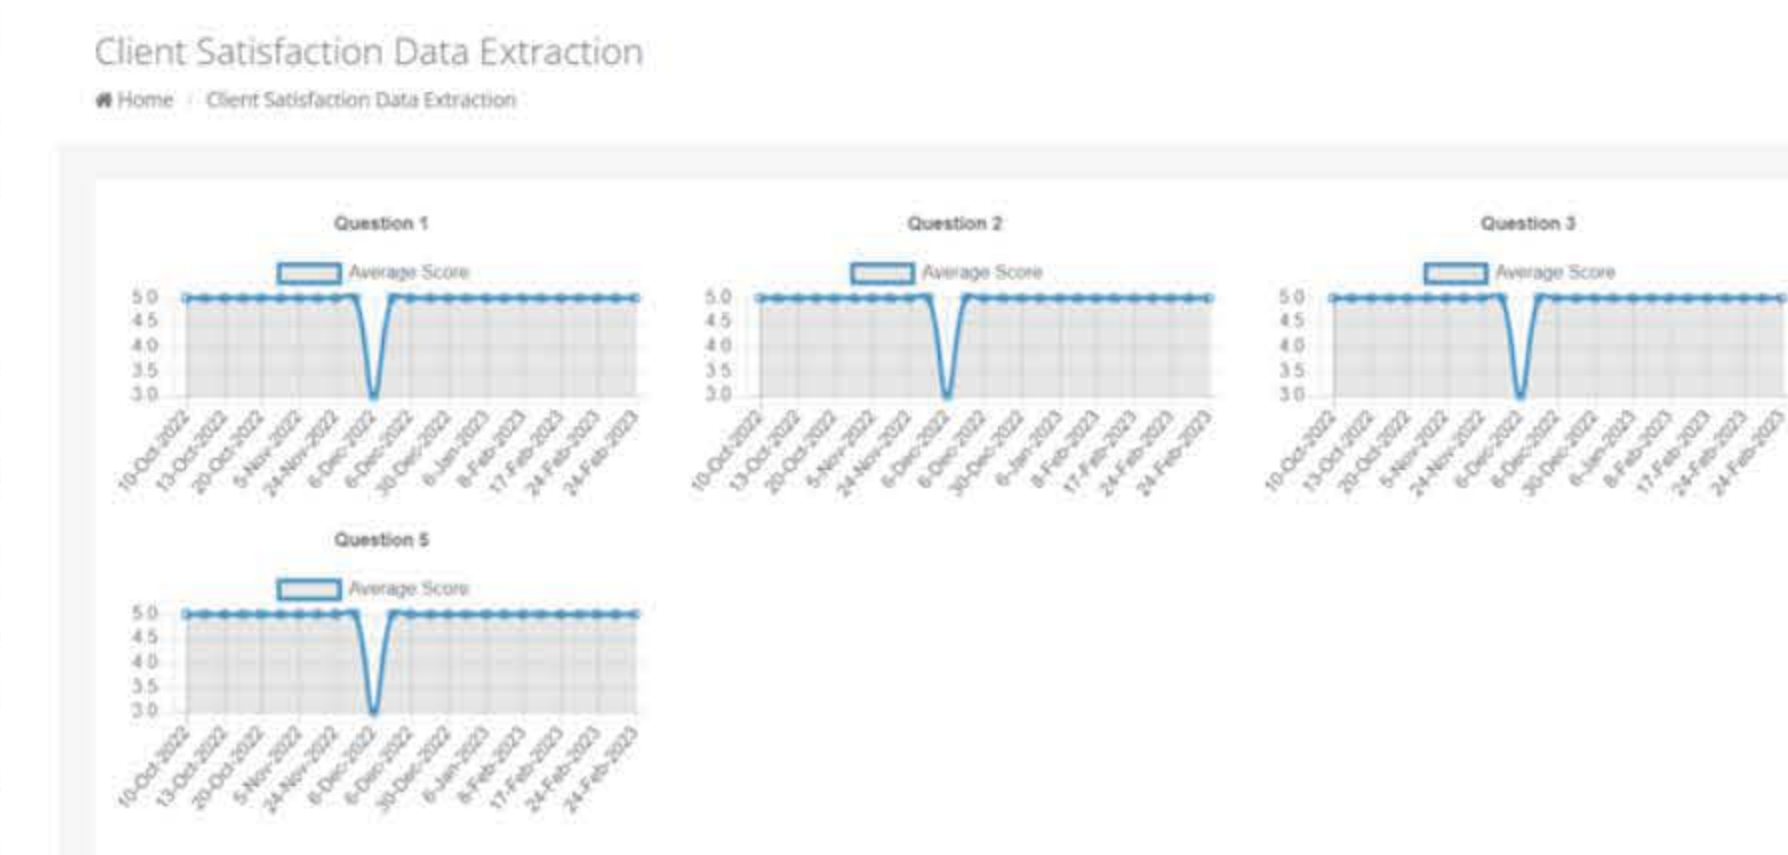 Client Satisfaction Data Extraction
Home / Client Satisfaction Data Extraction
Question 1
Average Score
5.0
4.5
4.0
3.5
3.0
10-Oct-2022
13-Oct-2022
20-Oct-2022
5-Nov-2022
24-Nov-2022
6-Dec-2022
6-Dec-2022
30-Dec-2022
6-Jan-2023
8-Feb-2023
17-Feb-2023
24-Feb-2023
24-Feb-2023
Question 2
Average Score
5.0
4.5
4.0
3.5
3.0
10-Oct-2022
13-Oct-2022
20-Oct-2022
5-Nov-2022
24-Nov-2022
6-Dec-2022
6-Dec-2022
30-Dec-2022
6-Jan-2023
8-Feb-2023
17-Feb-2023
24-Feb-2023
24-Feb-2023
Question 3
Average Score
5.0
4.5
4.0
3.5
3.0
10-Oct-2022
13-Oct-2022
20-Oct-2022
5-Nov-2022
24-Nov-2022
6-Dec-2022
6-Dec-2022
30-Dec-2022
6-Jan-2023
8-Feb-2023
17-Feb-2023
24-Feb-2023
24-Feb-2023
Question 5
Average Score
5.0
4.5
4.0
3.5
3.0
10-Oct-2022
13-Oct-2022
20-Oct-2022
5-Nov-2022
24-Nov-2022
6-Dec-2022
6-Dec-2022
30-Dec-2022
6-Jan-2023
8-Feb-2023
17-Feb-2023
24-Feb-2023
24-Feb-2023